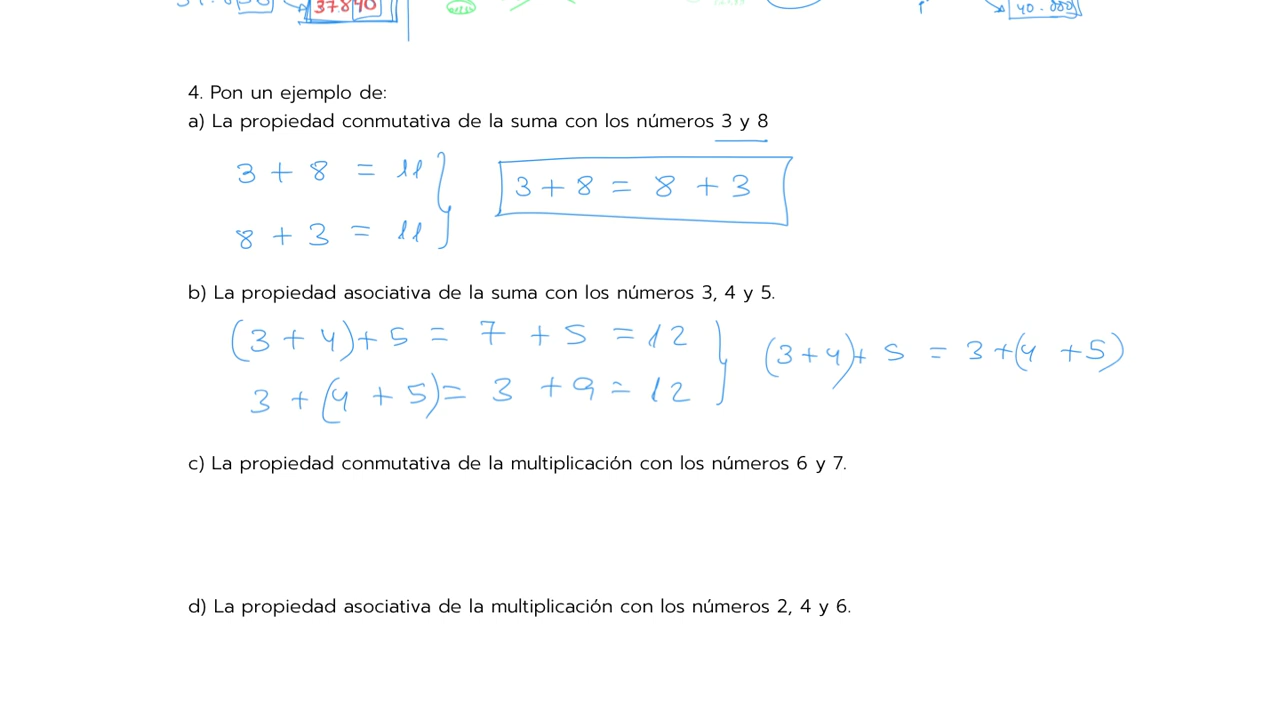 37840
40.000
4. Pon un ejemplo de:
a) La propiedad conmutativa de la suma con los números 3 y 8
3 + 8 = 11
3 + 8 = 8 + 3
8 + 3 = 11
b) La propiedad asociativa de la suma con los números 3, 4 y 5.
(3 + 4) + 5 = 7 + 5 = 12
3 + (4 + 5) = 3 + 9 = 12
(3 + 4) + 5 = 3 + (4 + 5)
c) La propiedad conmutativa de la multiplicación con los números 6 y 7.
d) La propiedad asociativa de la multiplicación con los números 2, 4 y 6.